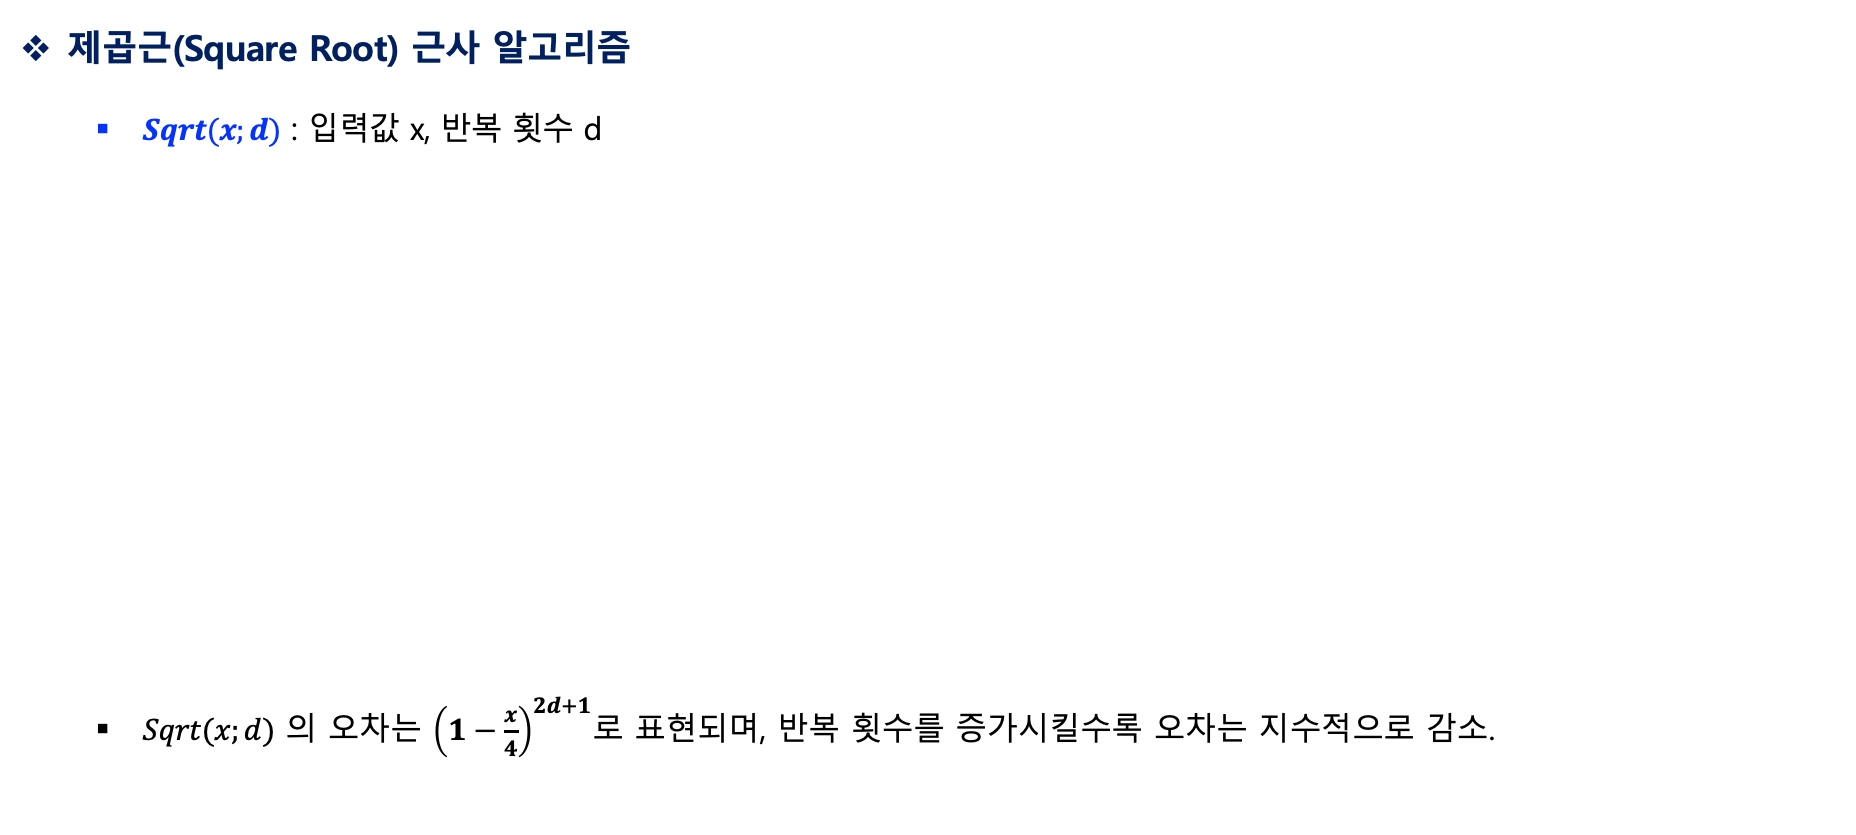 ❖ 제곱근(Square Root) 근사 알고리즘
▪ Sqrt(x; d) : 입력값 x, 반복 횟수 d
▪ Sqrt(x; d) 의 오차는 (1 − x/4)^{2d+1}로 표현되며, 반복 횟수를 증가시킬수록 오차는 지수적으로 감소.